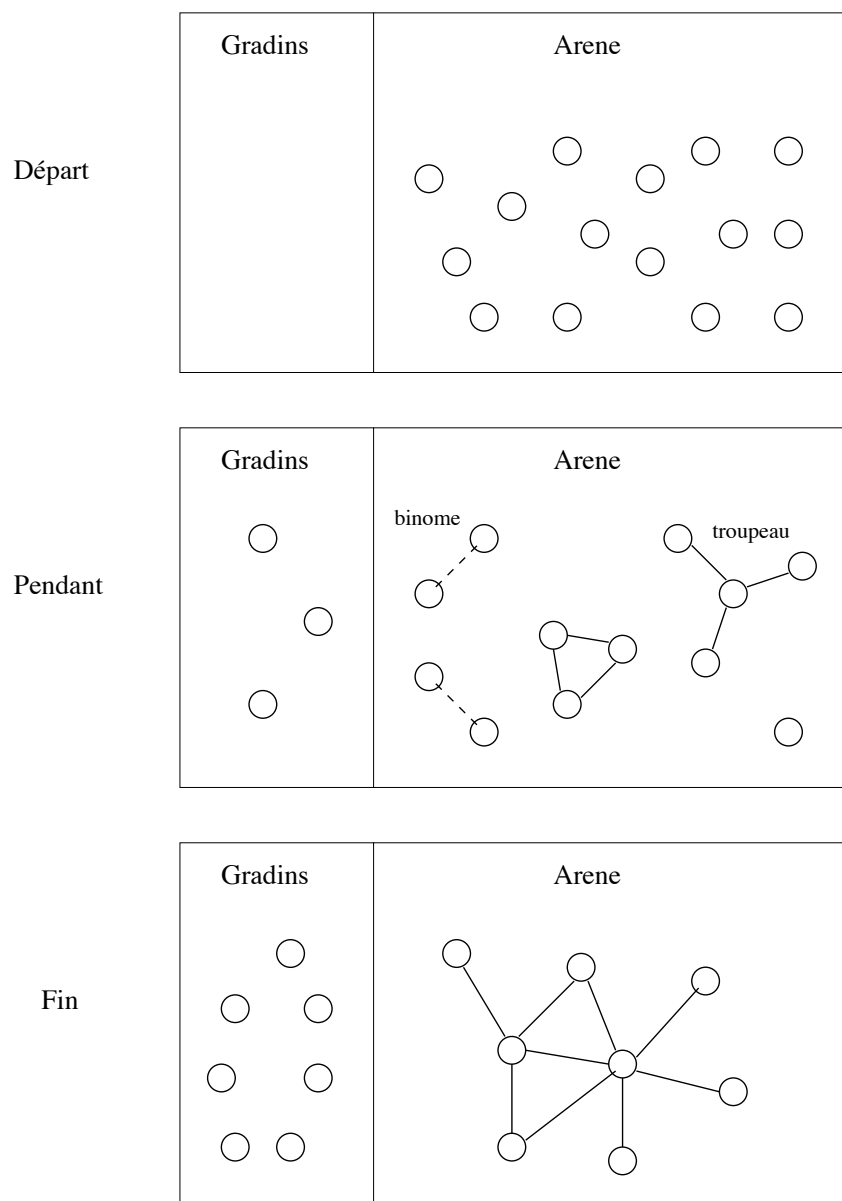 Gradins
Arene
Départ
Gradins
Arene
binome
troupeau
Pendant
Gradins
Arene
Fin